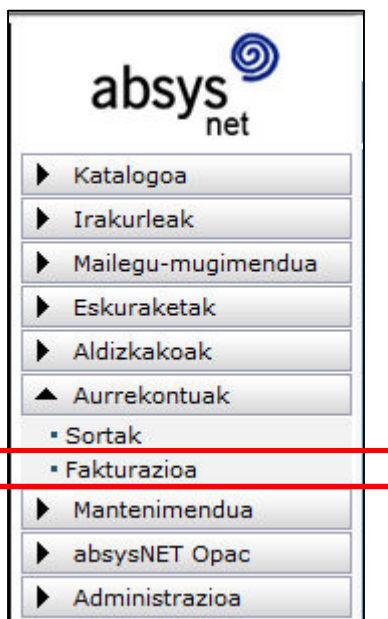 absys
net
Katalogoa
Irakurleak
Mailegu-mugimendua
Eskuraketak
Aldizkakoak
Aurrekontuak
Sortak
Fakturazioa
Mantenimendua
absysNET Opac
Administrazioa